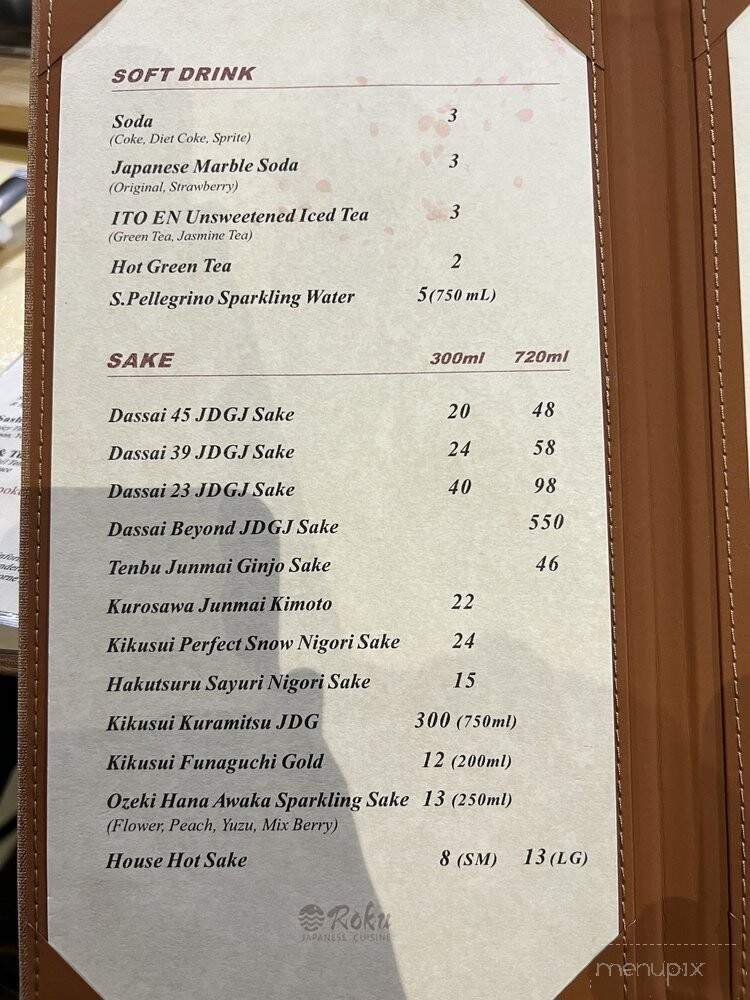 SOFT DRINK
Soda 3
(Coke, Diet Coke, Sprite)
Japanese Marble Soda 3
(Original, Strawberry)
ITO EN Unsweetened Iced Tea 3
(Green Tea, Jasmine Tea)
Hot Green Tea 2
S.Pellegrino Sparkling Water 5(750 mL)
SAKE 300ml 720ml
Dassai 45 JDGJ Sake 20 48
Dassai 39 JDGJ Sake 24 58
Dassai 23 JDGJ Sake 40 98
Dassai Beyond JDGJ Sake 550
Tenbu Junmai Ginjo Sake 46
Kurosawa Junmai Kimoto 22
Kikusui Perfect Snow Nigori Sake 24
Hakutsuru Sayuri Nigori Sake 15
Kikusui Kuramitsu JDG 300 (750ml)
Kikusui Funaguchi Gold 12 (200ml)
Ozeki Hana Awaka Sparkling Sake 13 (250ml)
(Flower, Peach, Yuzu, Mix Berry)
House Hot Sake 8 (SM) 13 (LG)
Roku
JAPANESE CUISINE
menupix